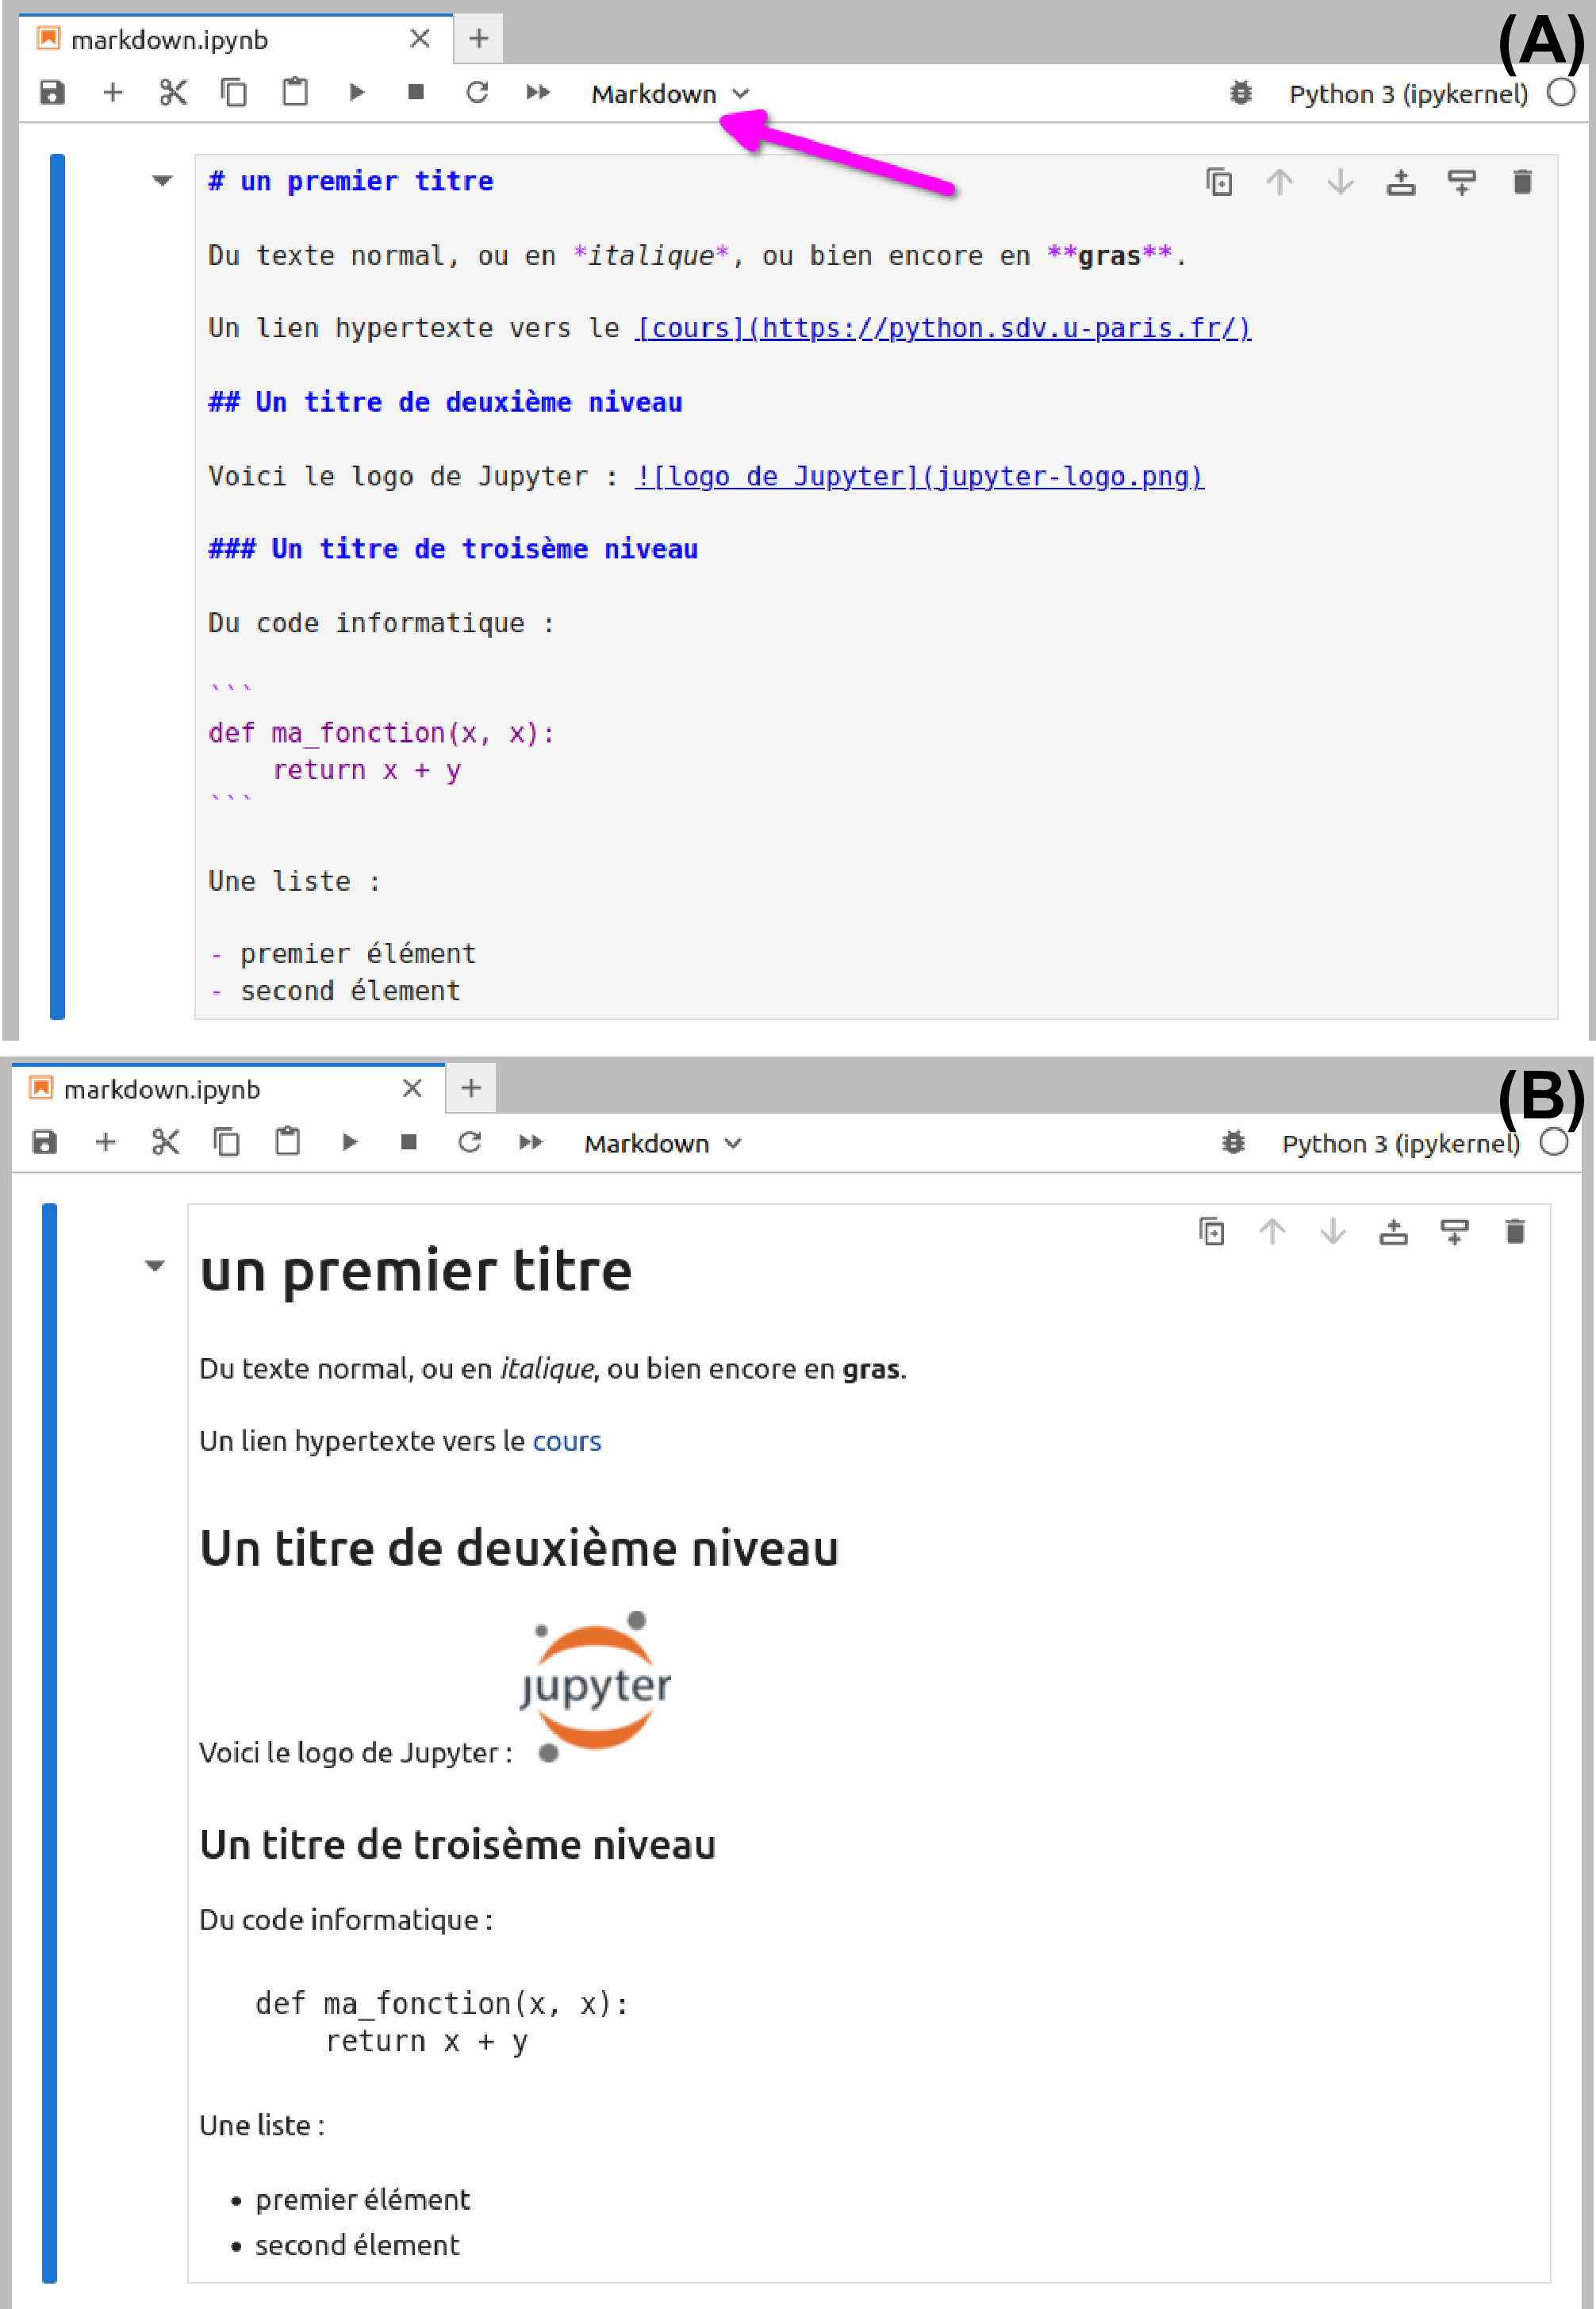 markdown.ipynb
(A)
Markdown
Python 3 (ipykernel)
# un premier titre
Du texte normal, ou en *italique*, ou bien encore en **gras**.
Un lien hypertexte vers le [cours](https://python.sdv.u-paris.fr/)
## Un titre de deuxième niveau
Voici le logo de Jupyter : ![logo de Jupyter](jupyter-logo.png)
### Un titre de troisème niveau
Du code informatique :
```
def ma_fonction(x, x):
    return x + y
```
Une liste :
- premier élément
- second élement
markdown.ipynb
(B)
Markdown
Python 3 (ipykernel)
un premier titre
Du texte normal, ou en italique, ou bien encore en gras.
Un lien hypertexte vers le cours
Un titre de deuxième niveau
jupyter
Voici le logo de Jupyter :
Un titre de troisème niveau
Du code informatique :
def ma_fonction(x, x):
    return x + y
Une liste :
• premier élément
• second élement